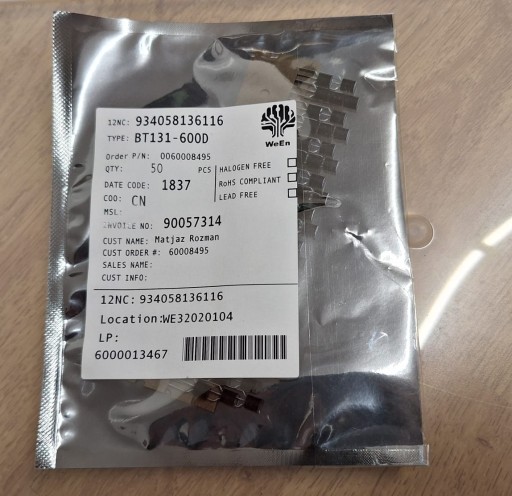 12NC: 934058136116
TYPE: BT131-600D
WeEn
Order P/N: 0060008495
QTY: 50 PCS
HALOGEN FREE
DATE CODE: 1837
RoHS COMPLIANT
COO: CN
LEAD FREE
MSL:
INVOICE NO: 90057314
CUST NAME: Matjaz Rozman
CUST ORDER #: 60008495
SALES NAME:
CUST INFO:
12NC: 934058136116
Location:WE32020104
LP:
6000013467